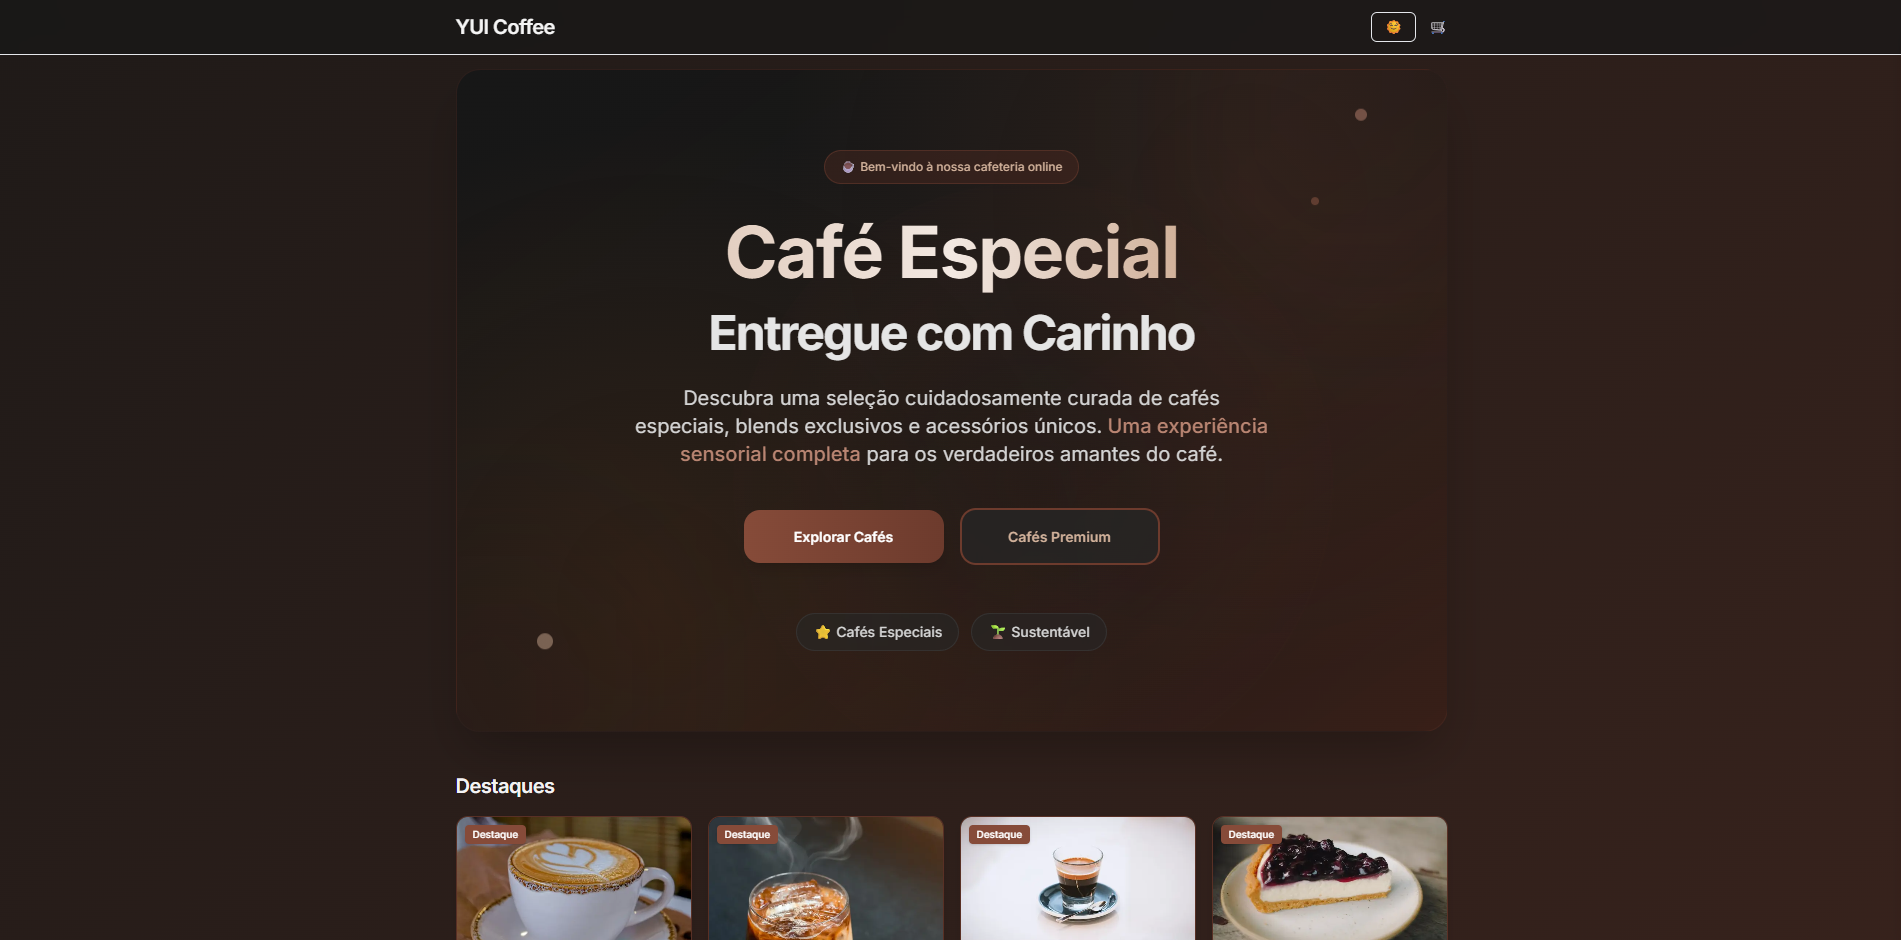 YUI Coffee
Bem-vindo à nossa cafeteria online
Café Especial
Entregue com Carinho
Descubra uma seleção cuidadosamente curada de cafés
especiais, blends exclusivos e acessórios únicos. Uma experiência
sensorial completa para os verdadeiros amantes do café.
Explorar Cafés
Cafés Premium
Cafés Especiais
Sustentável
Destaques
Destaque
Destaque
Destaque
Destaque